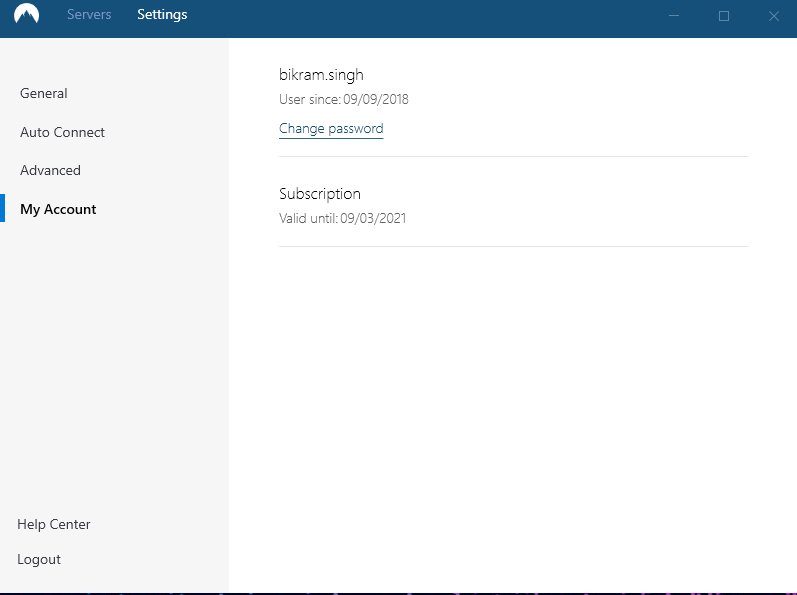 Servers
Settings
General
Auto Connect
Advanced
My Account
bikram.singh
User since: 09/09/2018
Change password
Subscription
Valid until: 09/03/2021
Help Center
Logout